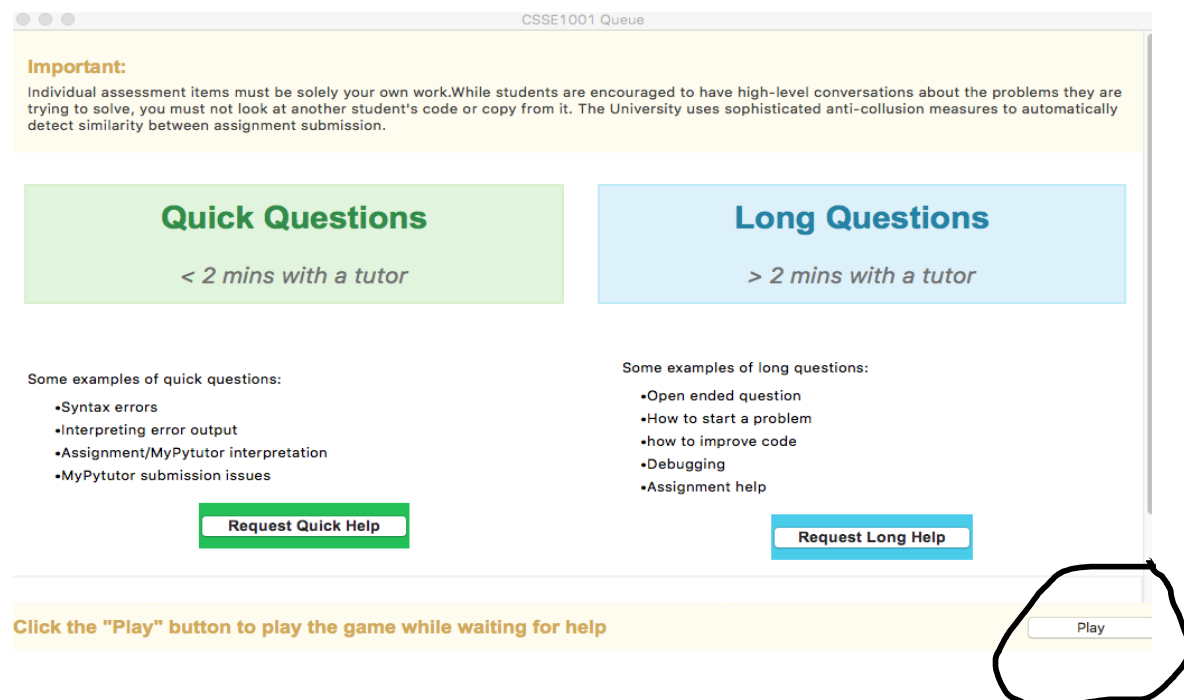 CSSE1001 Queue
Important:
Individual assessment items must be solely your own work.While students are encouraged to have high-level conversations about the problems they are
trying to solve, you must not look at another student's code or copy from it. The University uses sophisticated anti-collusion measures to automatically
detect similarity between assignment submission.
Quick Questions
< 2 mins with a tutor
Some examples of quick questions:
•Syntax errors
•Interpreting error output
•Assignment/MyPytutor interpretation
•MyPytutor submission issues
Request Quick Help
Long Questions
> 2 mins with a tutor
Some examples of long questions:
•Open ended question
•How to start a problem
•how to improve code
•Debugging
•Assignment help
Request Long Help
Click the "Play" button to play the game while waiting for help
Play